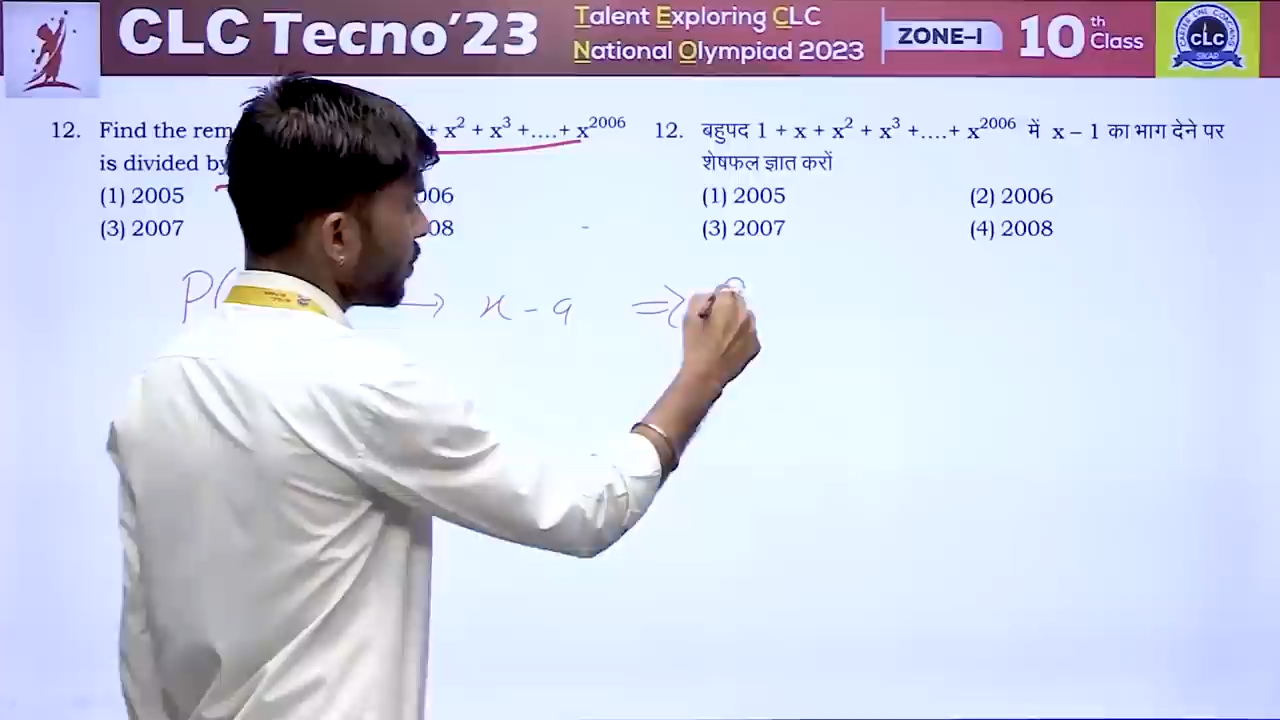 CLC Tecno'23
Talent Exploring CLC
National Olympiad 2023
ZONE–I
10th Class
CLC
SIKAR
12. Find the + x² + x³ +....+ x²⁰⁰⁶
is divided by
(1) 2005
(3) 2007
12. बहुपद 1 + x + x² + x³ +....+ x²⁰⁰⁶ में x – 1 का भाग देने पर
शेषफल ज्ञात करों
(1) 2005 (2) 2006
(3) 2007 (4) 2008
P( → x - a ⇒